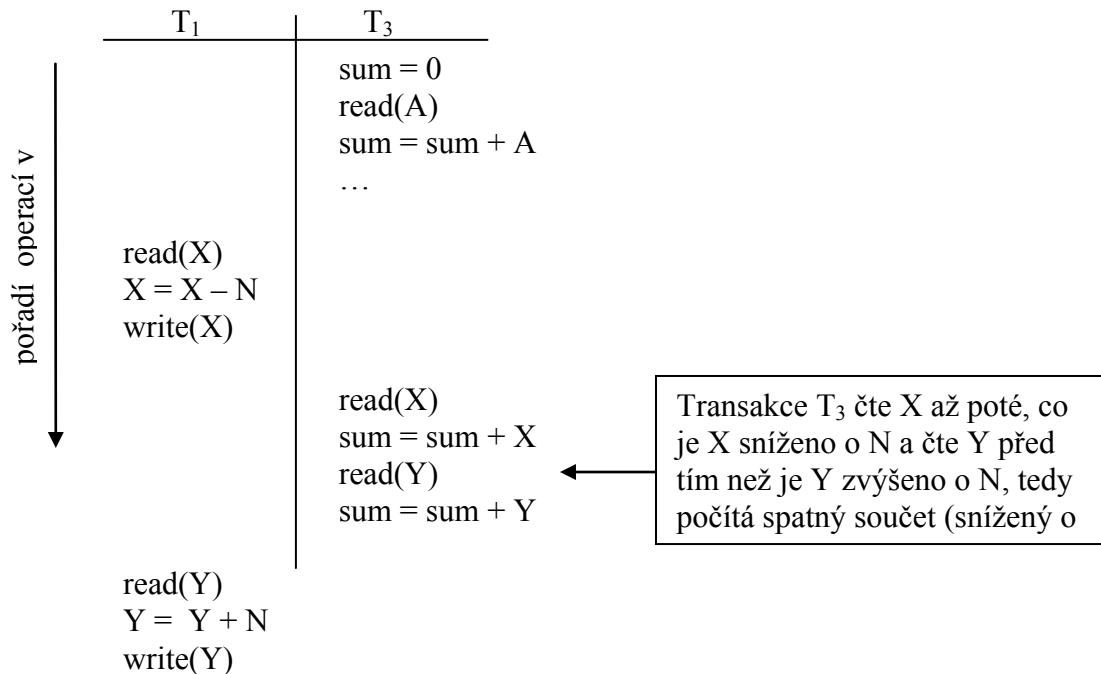 T₁ T₃
sum = 0
read(A)
sum = sum + A
…
pořadí operací v
read(X)
X = X – N
write(X)
read(X)
sum = sum + X
read(Y)
sum = sum + Y
Transakce T₃ čte X až poté, co
je X sníženo o N a čte Y před
tím než je Y zvýšeno o N, tedy
počítá spatný součet (snížený o
read(Y)
Y = Y + N
write(Y)